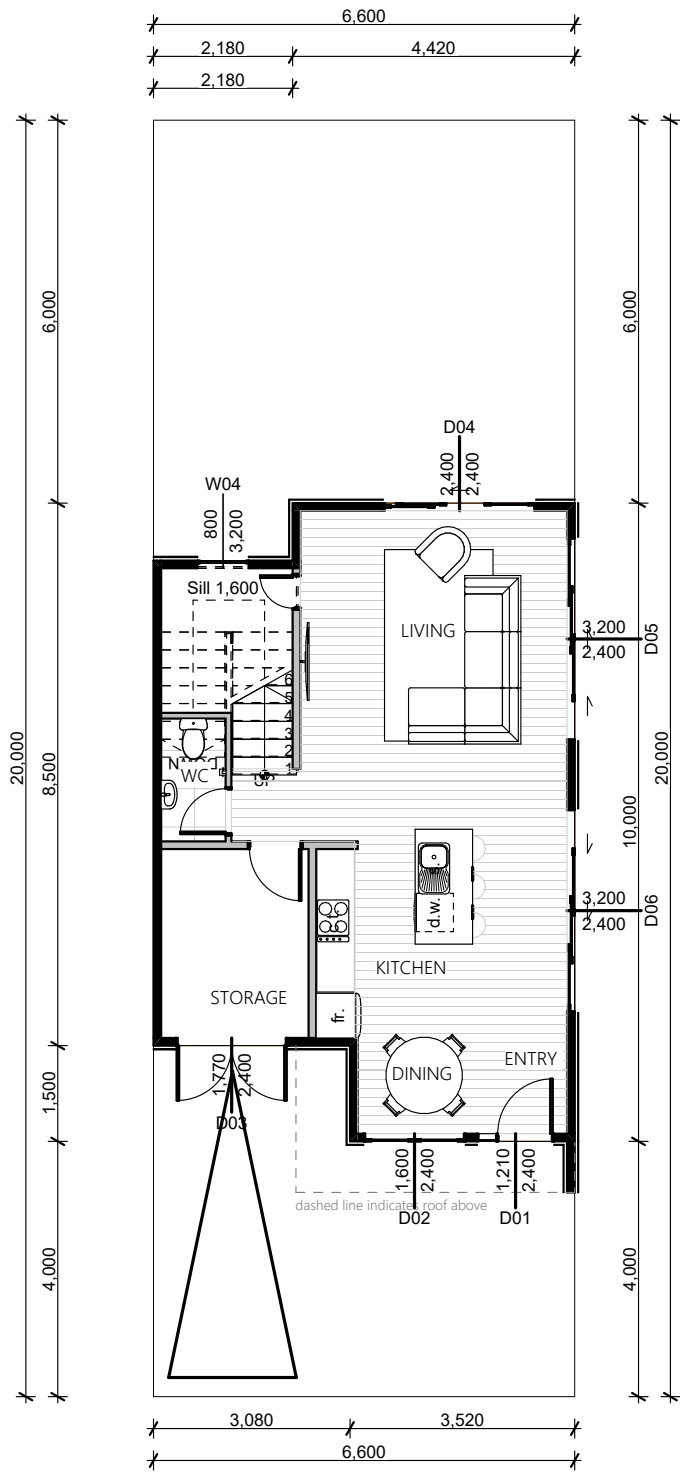 6,600
2,180 4,420
2,180
20,000
6,000
8,500
1,500
4,000
6,000
10,000
4,000
20,000
D04
2,400
2,400
W04
800
3,200
Sill 1,600
LIVING
3,200
2,400
D05
6
5
4
3
2
1
UP
DOWN
WC
3,200
2,400
D06
d.w.
KITCHEN
STORAGE
fr.
DINING
ENTRY
1,770
2,400
D03
1,600
2,400
D02
1,210
2,400
D01
dashed line indicates roof above
3,080 3,520
6,600